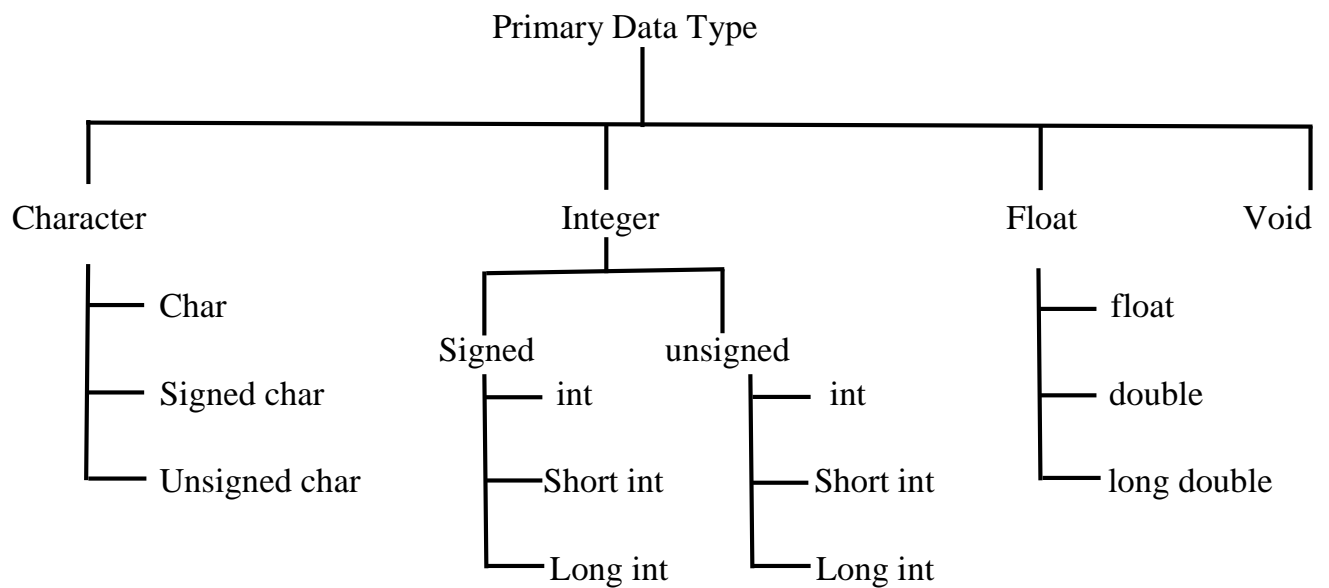 Primary Data Type
Character Integer Float Void
Char float
Signed unsigned
Signed char int int double
Unsigned char Short int Short int long double
Long int Long int